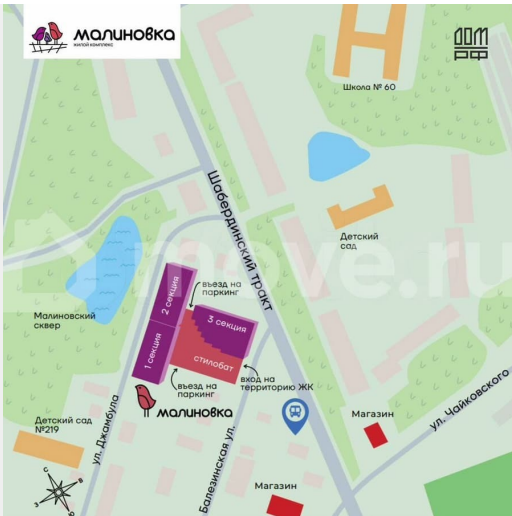 малиновка
жилой комплекс
ДОМ
РФ
Школа № 60
Шабердинский тракт
Детский
сад
move.ru
въезд на
паркинг
2 секция
3 секция
Малиновский
сквер
1 секция
стилобат
въезд на
паркинг
вход на
территорию ЖК
малиновка
ул. Джамбула
Балезинская ул.
ул. Чайковского
Магазин
Детский сад
№219
Магазин
С
В
З
Ю